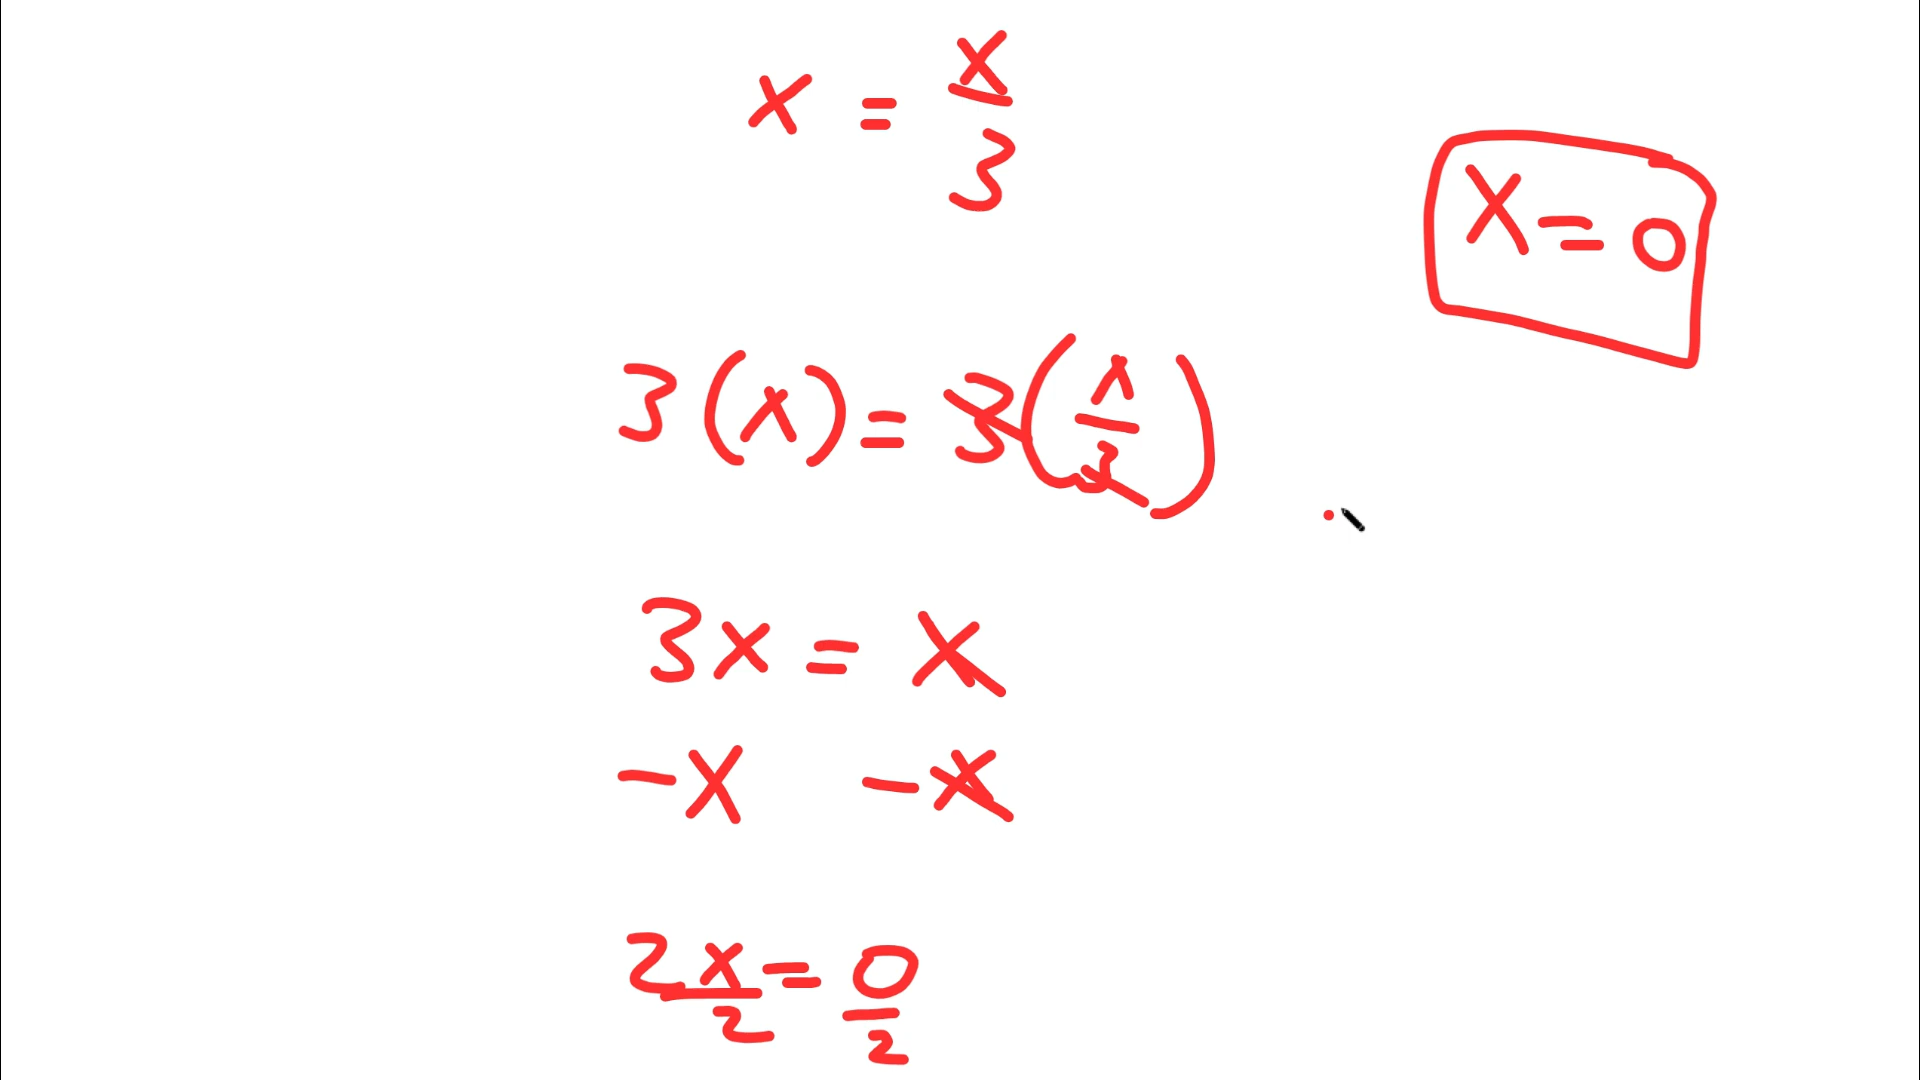 x = x/3
x = 0
3(x) = 3(x/3)
3x = x
-x -x
2x/2 = 0/2